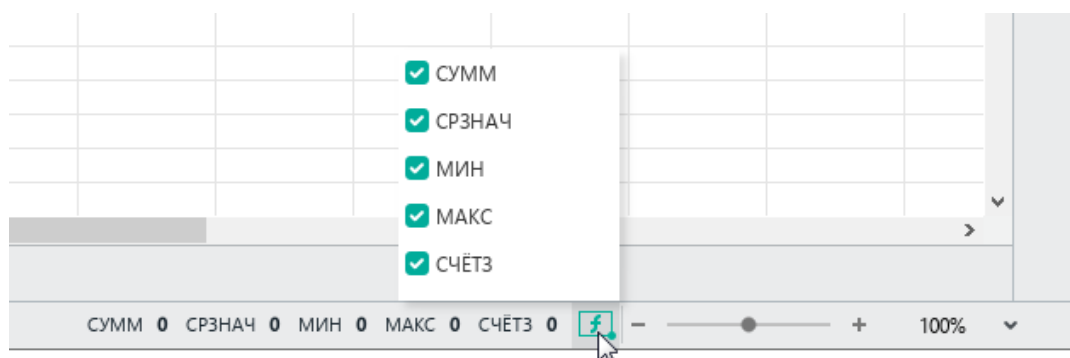 СУММ
СРЗНАЧ
МИН
МАКС
СЧЁТЗ
СУММ 0 СРЗНАЧ 0 МИН 0 МАКС 0 СЧЁТЗ 0 f − + 100%